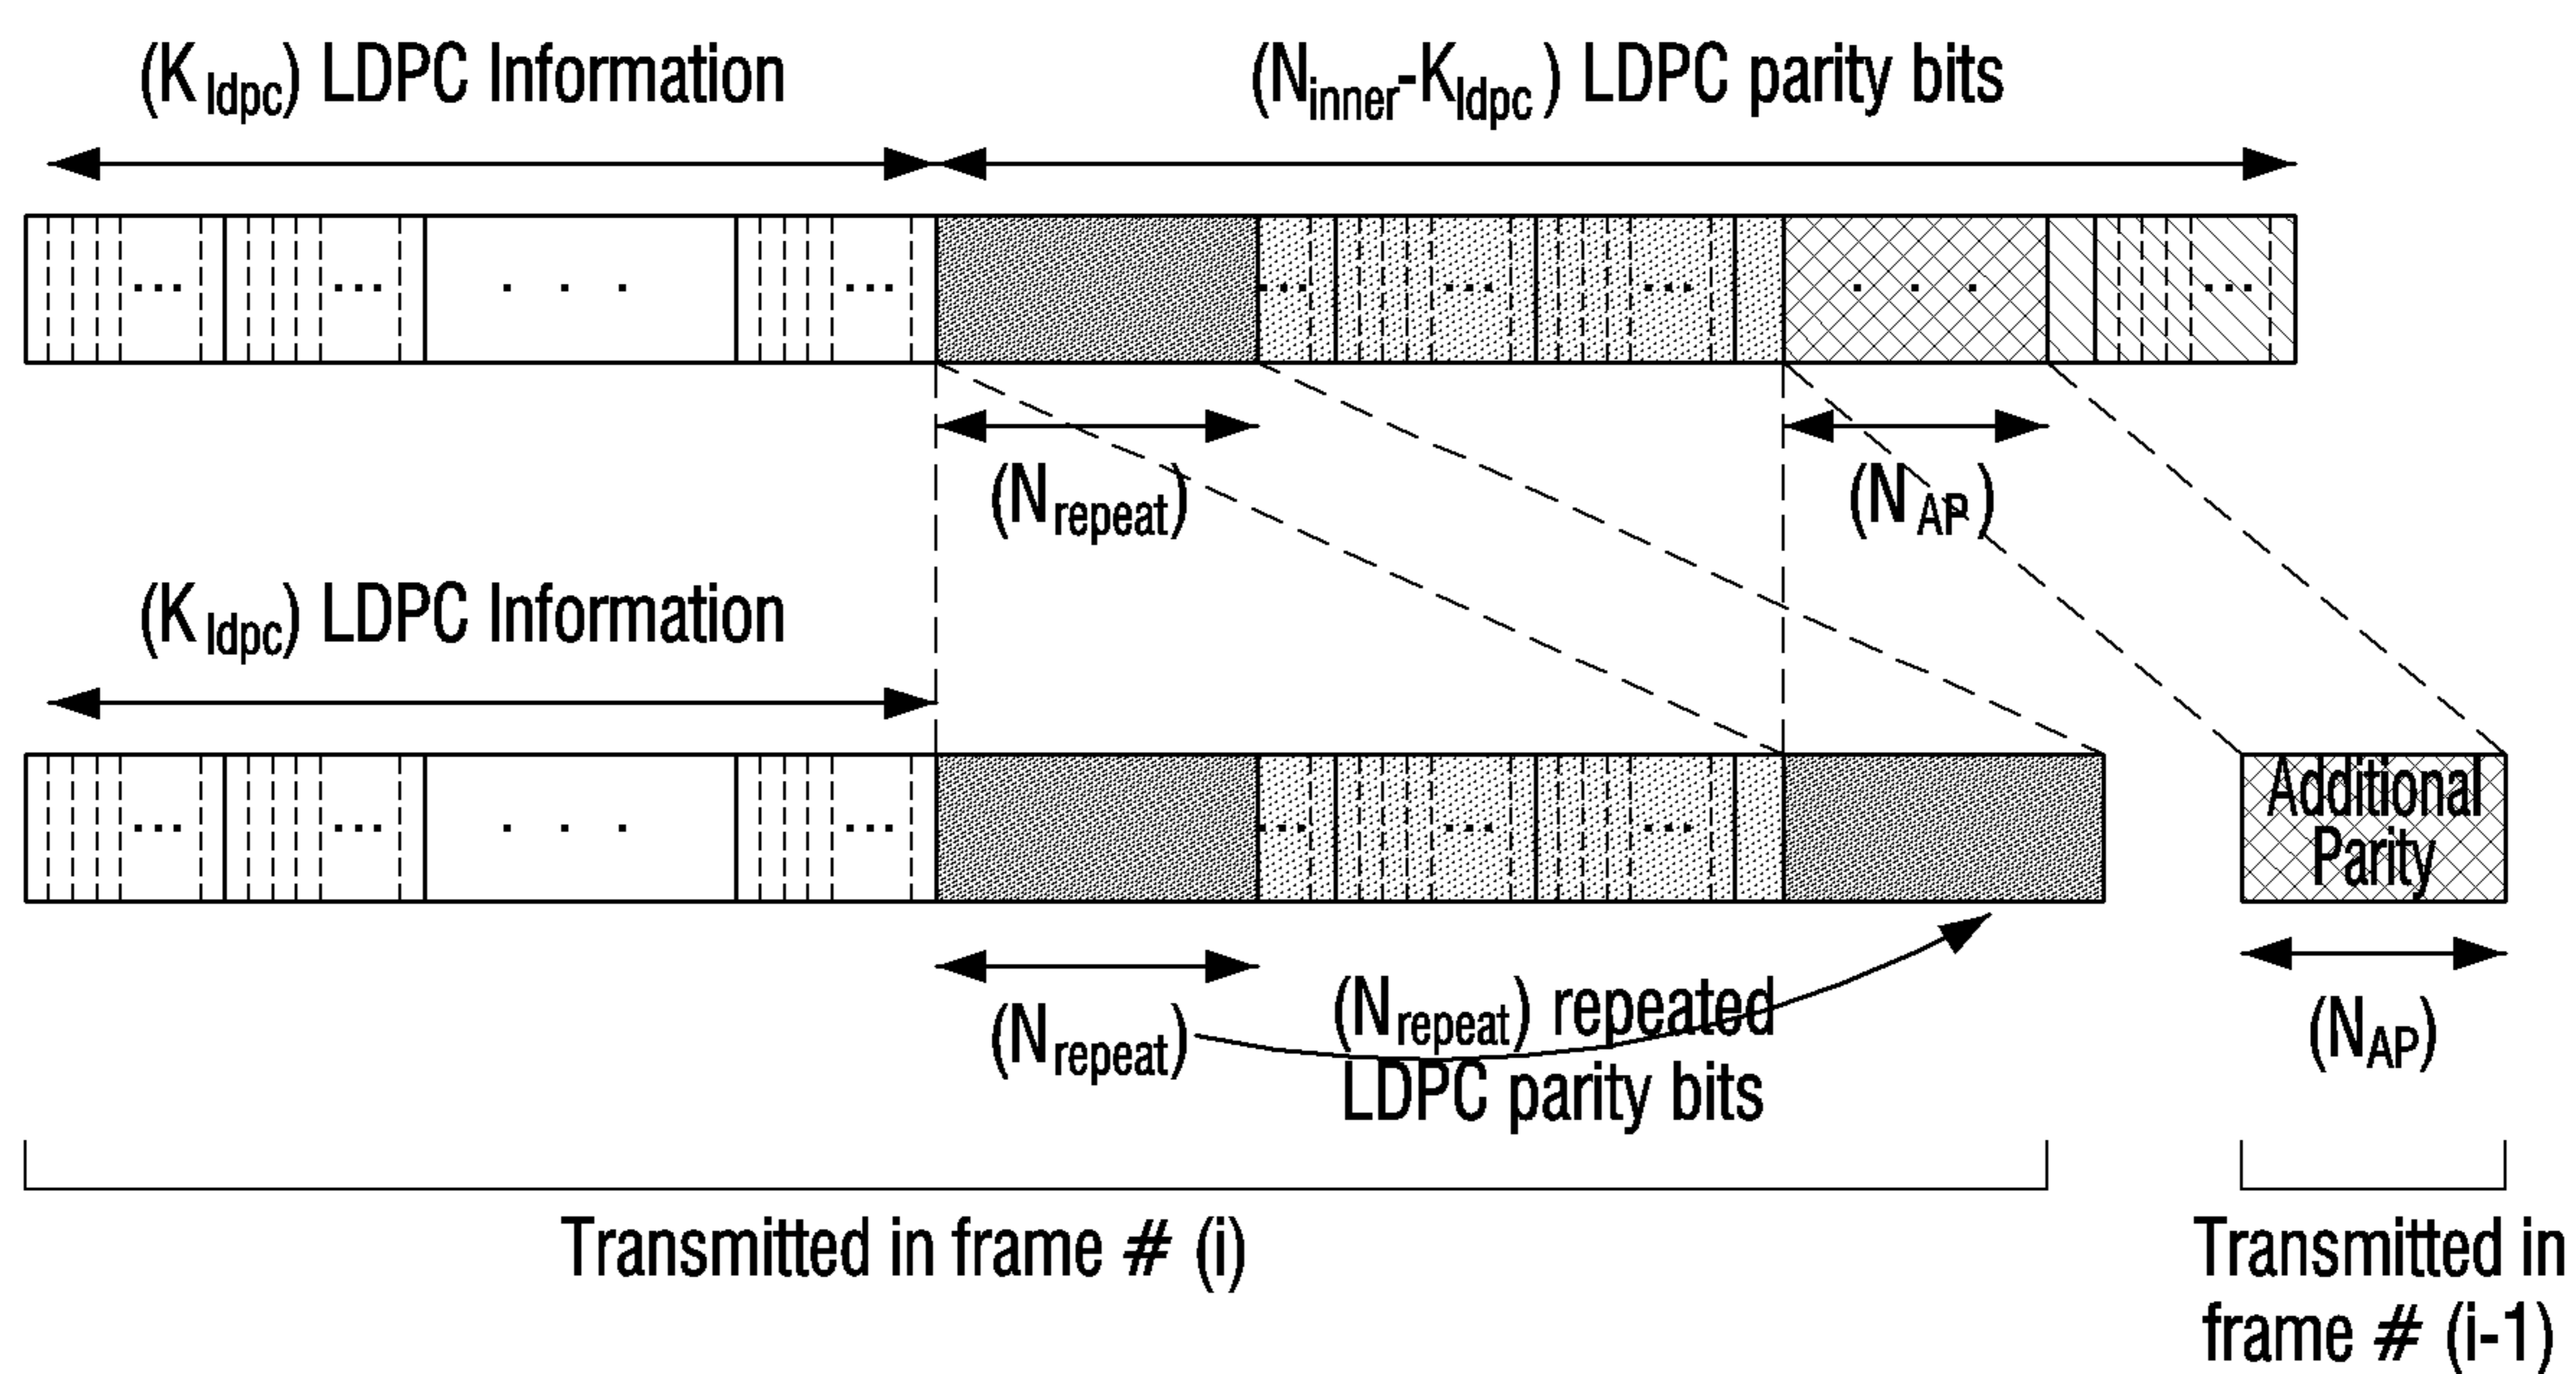 (K ldpc) LDPC Information
(Ninner-Kldpc ) LDPC parity bits
(Nrepeat)
(NAP)
(K ldpc) LDPC Information
Additional
Parity
(Nrepeat)
(Nrepeat) repeated
LDPC parity bits
(NAP)
Transmitted in frame # (i)
Transmitted in
frame # (i-1)